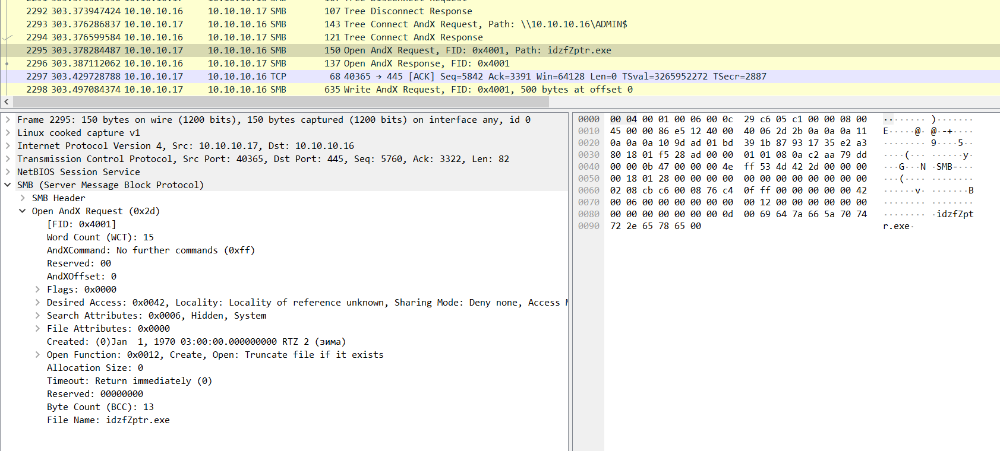 2292 303.373947424 10.10.10.16 10.10.10.17 SMB 107 Tree Disconnect Response
2293 303.376286837 10.10.10.17 10.10.10.16 SMB 143 Tree Connect AndX Request, Path: \\10.10.10.16\ADMIN$
2294 303.376599584 10.10.10.16 10.10.10.17 SMB 121 Tree Connect AndX Response
2295 303.378284487 10.10.10.17 10.10.10.16 SMB 150 Open AndX Request, FID: 0x4001, Path: idzfZptr.exe
2296 303.387112062 10.10.10.16 10.10.10.17 SMB 137 Open AndX Response, FID: 0x4001
2297 303.429728788 10.10.10.17 10.10.10.16 TCP 68 40365 → 445 [ACK] Seq=5842 Ack=3391 Win=64128 Len=0 TSval=3265952272 TSecr=2887
2298 303.497084374 10.10.10.17 10.10.10.16 SMB 635 Write AndX Request, FID: 0x4001, 500 bytes at offset 0
Frame 2295: 150 bytes on wire (1200 bits), 150 bytes captured (1200 bits) on interface any, id 0
Linux cooked capture v1
Internet Protocol Version 4, Src: 10.10.10.17, Dst: 10.10.10.16
Transmission Control Protocol, Src Port: 40365, Dst Port: 445, Seq: 5760, Ack: 3322, Len: 82
NetBIOS Session Service
SMB (Server Message Block Protocol)
SMB Header
Open AndX Request (0x2d)
[FID: 0x4001]
Word Count (WCT): 15
AndXCommand: No further commands (0xff)
Reserved: 00
AndXOffset: 0
Flags: 0x0000
Desired Access: 0x0042, Locality: Locality of reference unknown, Sharing Mode: Deny none, Access
Search Attributes: 0x0006, Hidden, System
File Attributes: 0x0000
Created: (0)Jan  1, 1970 03:00:00.000000000 RTZ 2 (зима)
Open Function: 0x0012, Create, Open: Truncate file if it exists
Allocation Size: 0
Timeout: Return immediately (0)
Reserved: 00000000
Byte Count (BCC): 13
File Name: idzfZptr.exe
0000 00 04 00 01 00 06 00 0c 29 c6 05 c1 00 00 08 00 ········ )·······
0010 45 00 00 86 e5 12 40 00 40 06 2d 2b 0a 0a 0a 11 E·····@· @·-+····
0020 0a 0a 0a 10 9d ad 01 bd 39 1b 87 93 17 35 e2 a3 ········ 9····5··
0030 80 18 01 f5 28 ad 00 00 01 01 08 0a c2 aa 79 dd ····(··· ······y·
0040 00 00 0b 47 00 00 00 4e ff 53 4d 42 2d 00 00 00 ···G···N ·SMB-···
0050 00 18 01 28 00 00 00 00 00 00 00 00 00 00 00 00 ···(···· ········
0060 02 08 cb c6 00 08 76 c4 0f ff 00 00 00 00 00 42 ······v· ·······B
0070 00 06 00 00 00 00 00 00 00 12 00 00 00 00 00 00 ········ ········
0080 00 00 00 00 00 00 00 0d 00 69 64 7a 66 5a 70 74 ········ ·idzfZpt
0090 72 2e 65 78 65 00 r.exe·